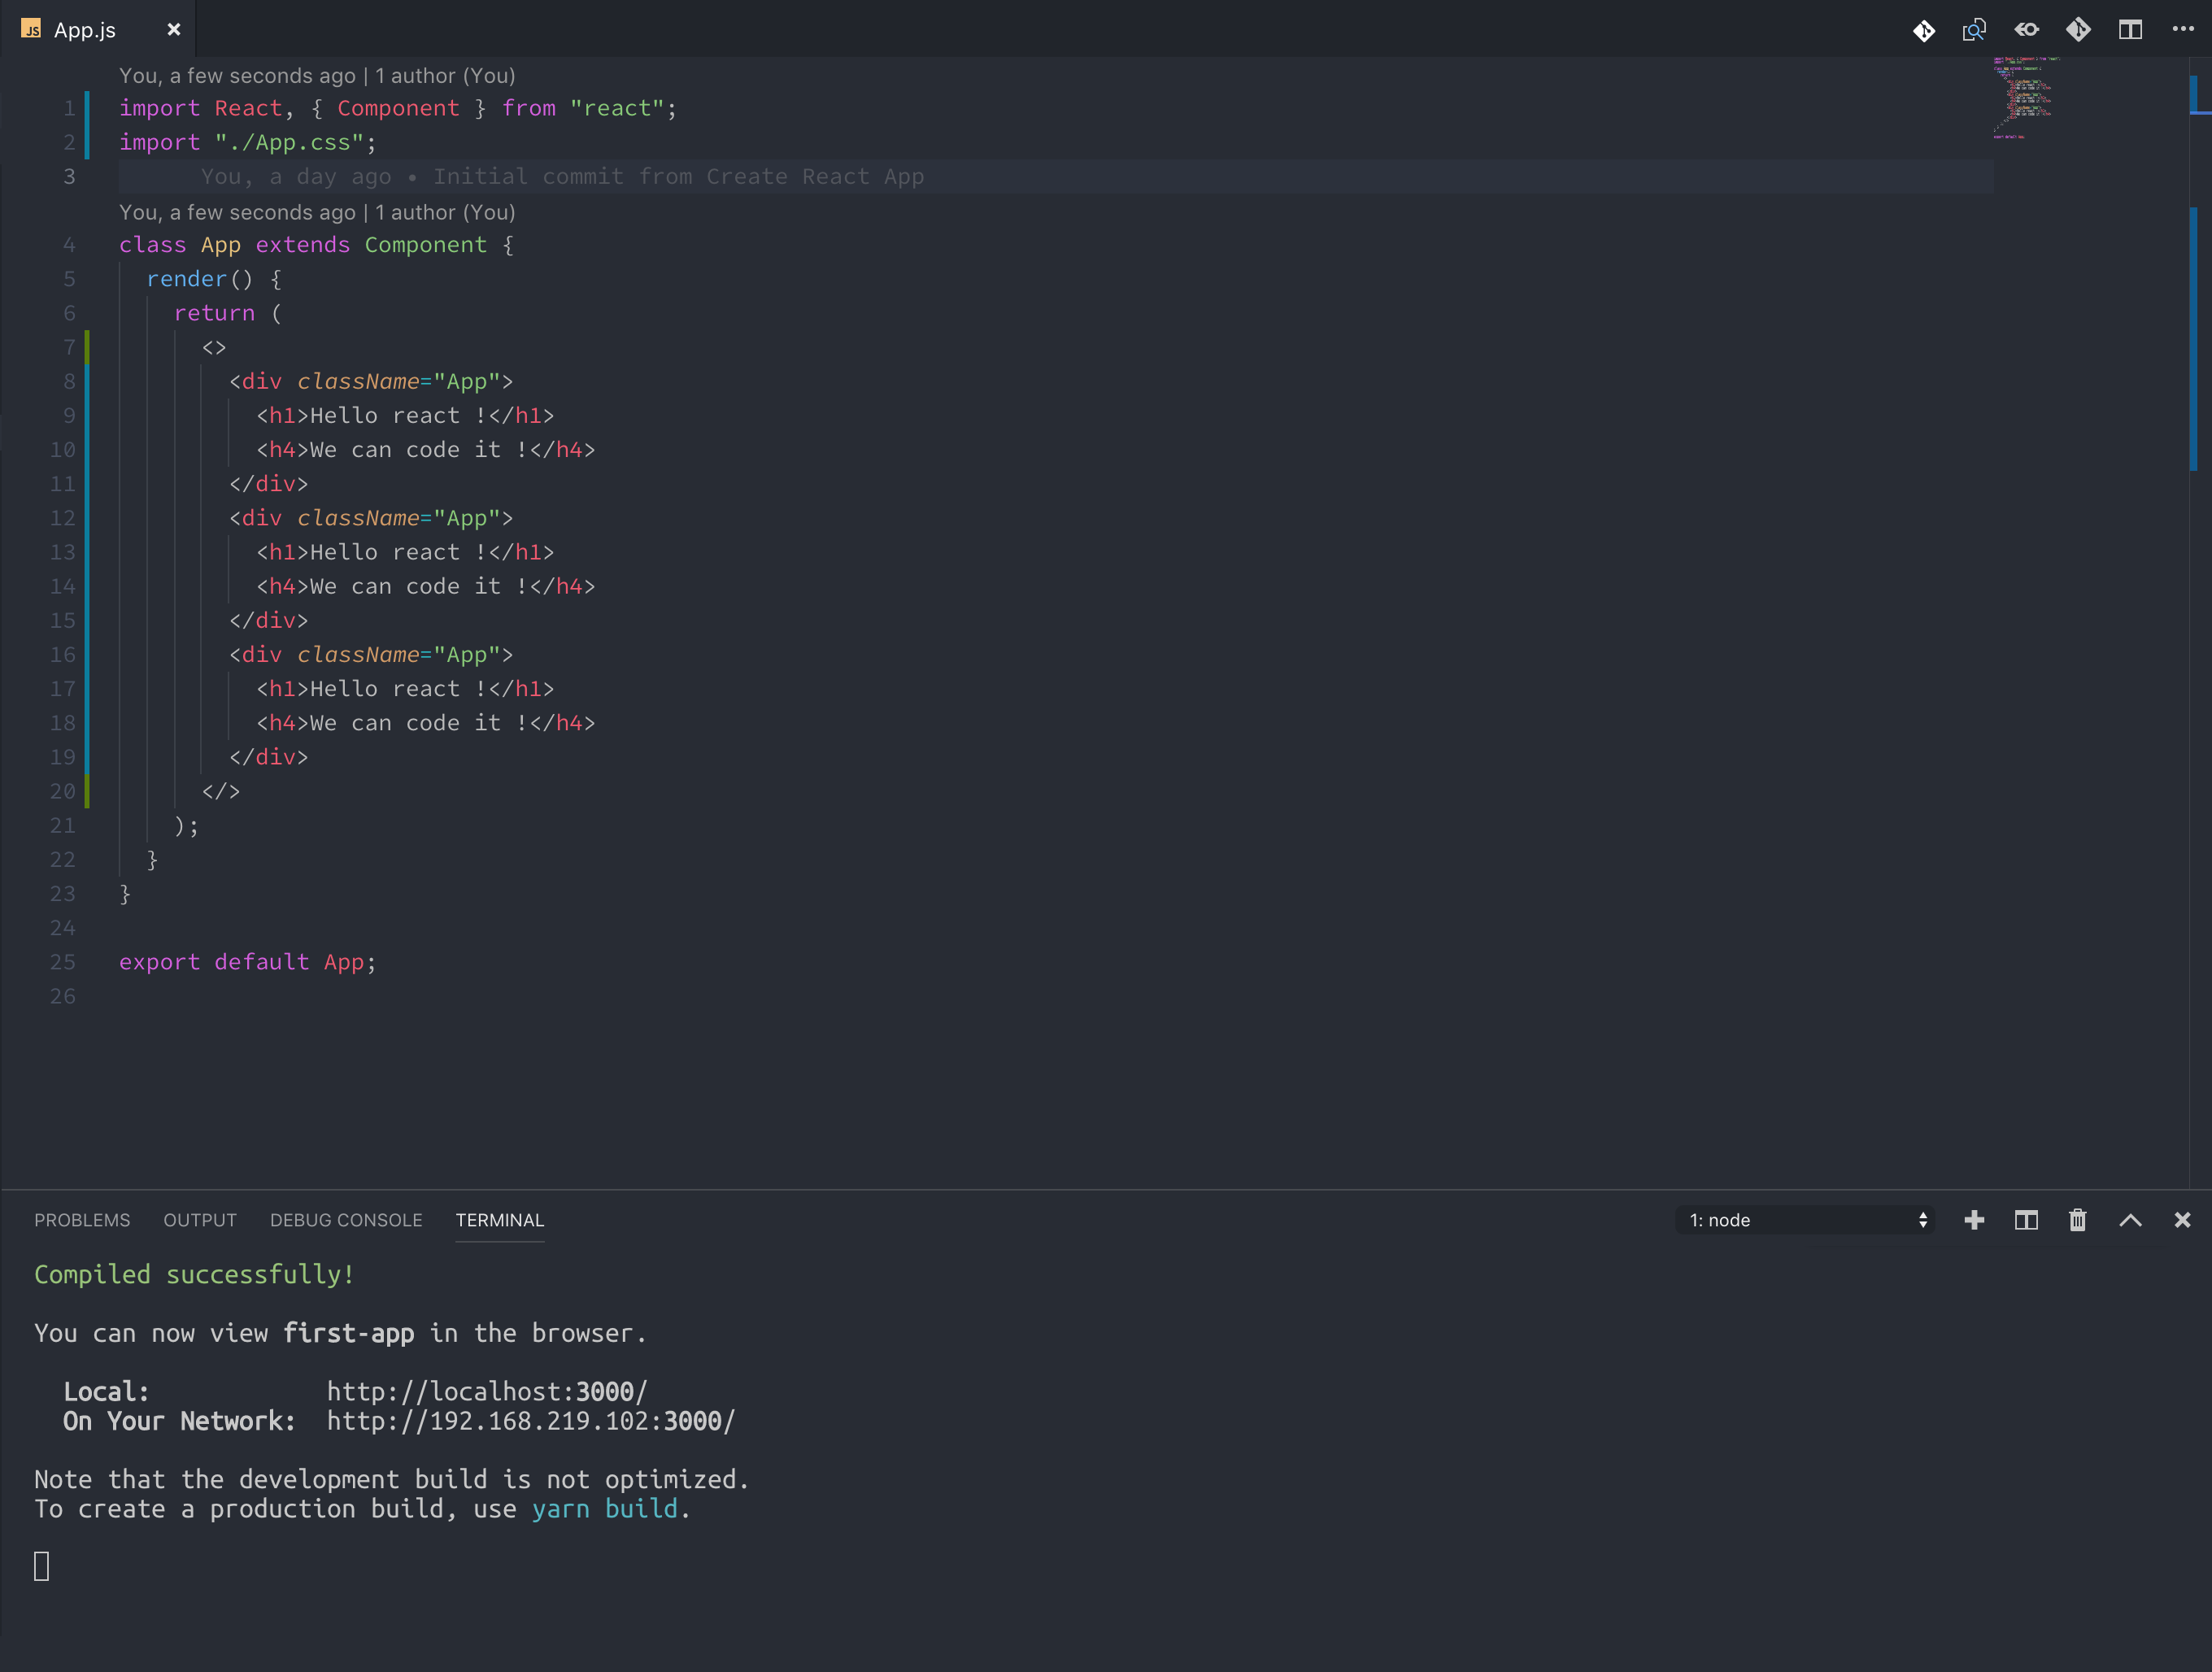 JS App.js
You, a few seconds ago | 1 author (You)
1 import React, { Component } from "react";
2 import "./App.css";
3 You, a day ago • Initial commit from Create React App
You, a few seconds ago | 1 author (You)
4 class App extends Component {
5 render() {
6 return (
7 <>
8 <div className="App">
9 <h1>Hello react !</h1>
10 <h4>We can code it !</h4>
11 </div>
12 <div className="App">
13 <h1>Hello react !</h1>
14 <h4>We can code it !</h4>
15 </div>
16 <div className="App">
17 <h1>Hello react !</h1>
18 <h4>We can code it !</h4>
19 </div>
20 </>
21 );
22 }
23 }
24
25 export default App;
26
PROBLEMS OUTPUT DEBUG CONSOLE TERMINAL 1: node
Compiled successfully!
You can now view first-app in the browser.
Local: http://localhost:3000/
On Your Network: http://192.168.219.102:3000/
Note that the development build is not optimized.
To create a production build, use yarn build.